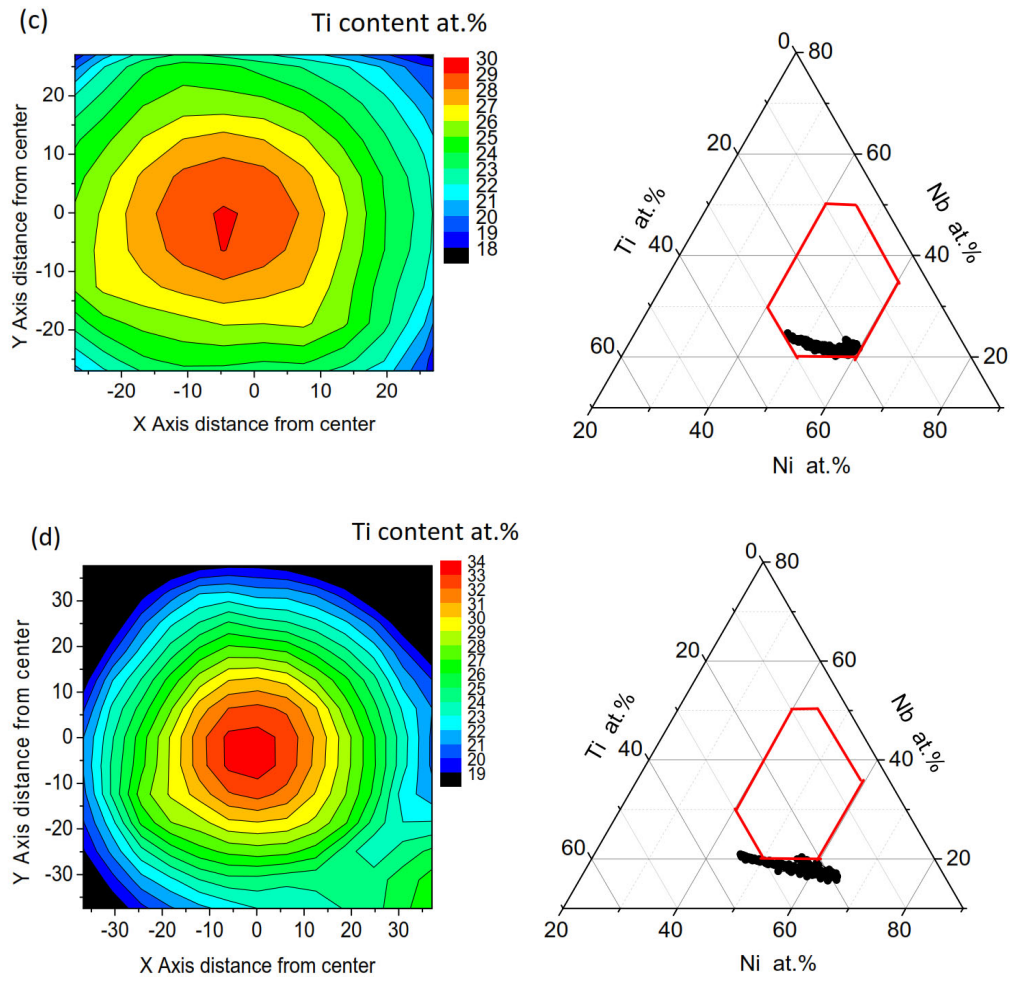 (c)
Ti content at.%
30
29
28
27
26
25
24
23
22
21
20
19
18
20
10
0
-10
-20
Y Axis distance from center
-20 -10 0 10 20
X Axis distance from center
0 80
20 60
Ti at.%
Nb at.%
40 40
60 20
20 40 60 80
Ni at.%
(d)
Ti content at.%
34
33
32
31
30
29
28
27
26
25
24
23
22
21
20
19
30
20
10
0
-10
-20
-30
Y Axis distance from center
-30 -20 -10 0 10 20 30
X Axis distance from center
0 80
20 60
Ti at.%
Nb at.%
40 40
60 20
20 40 60 80
Ni at.%